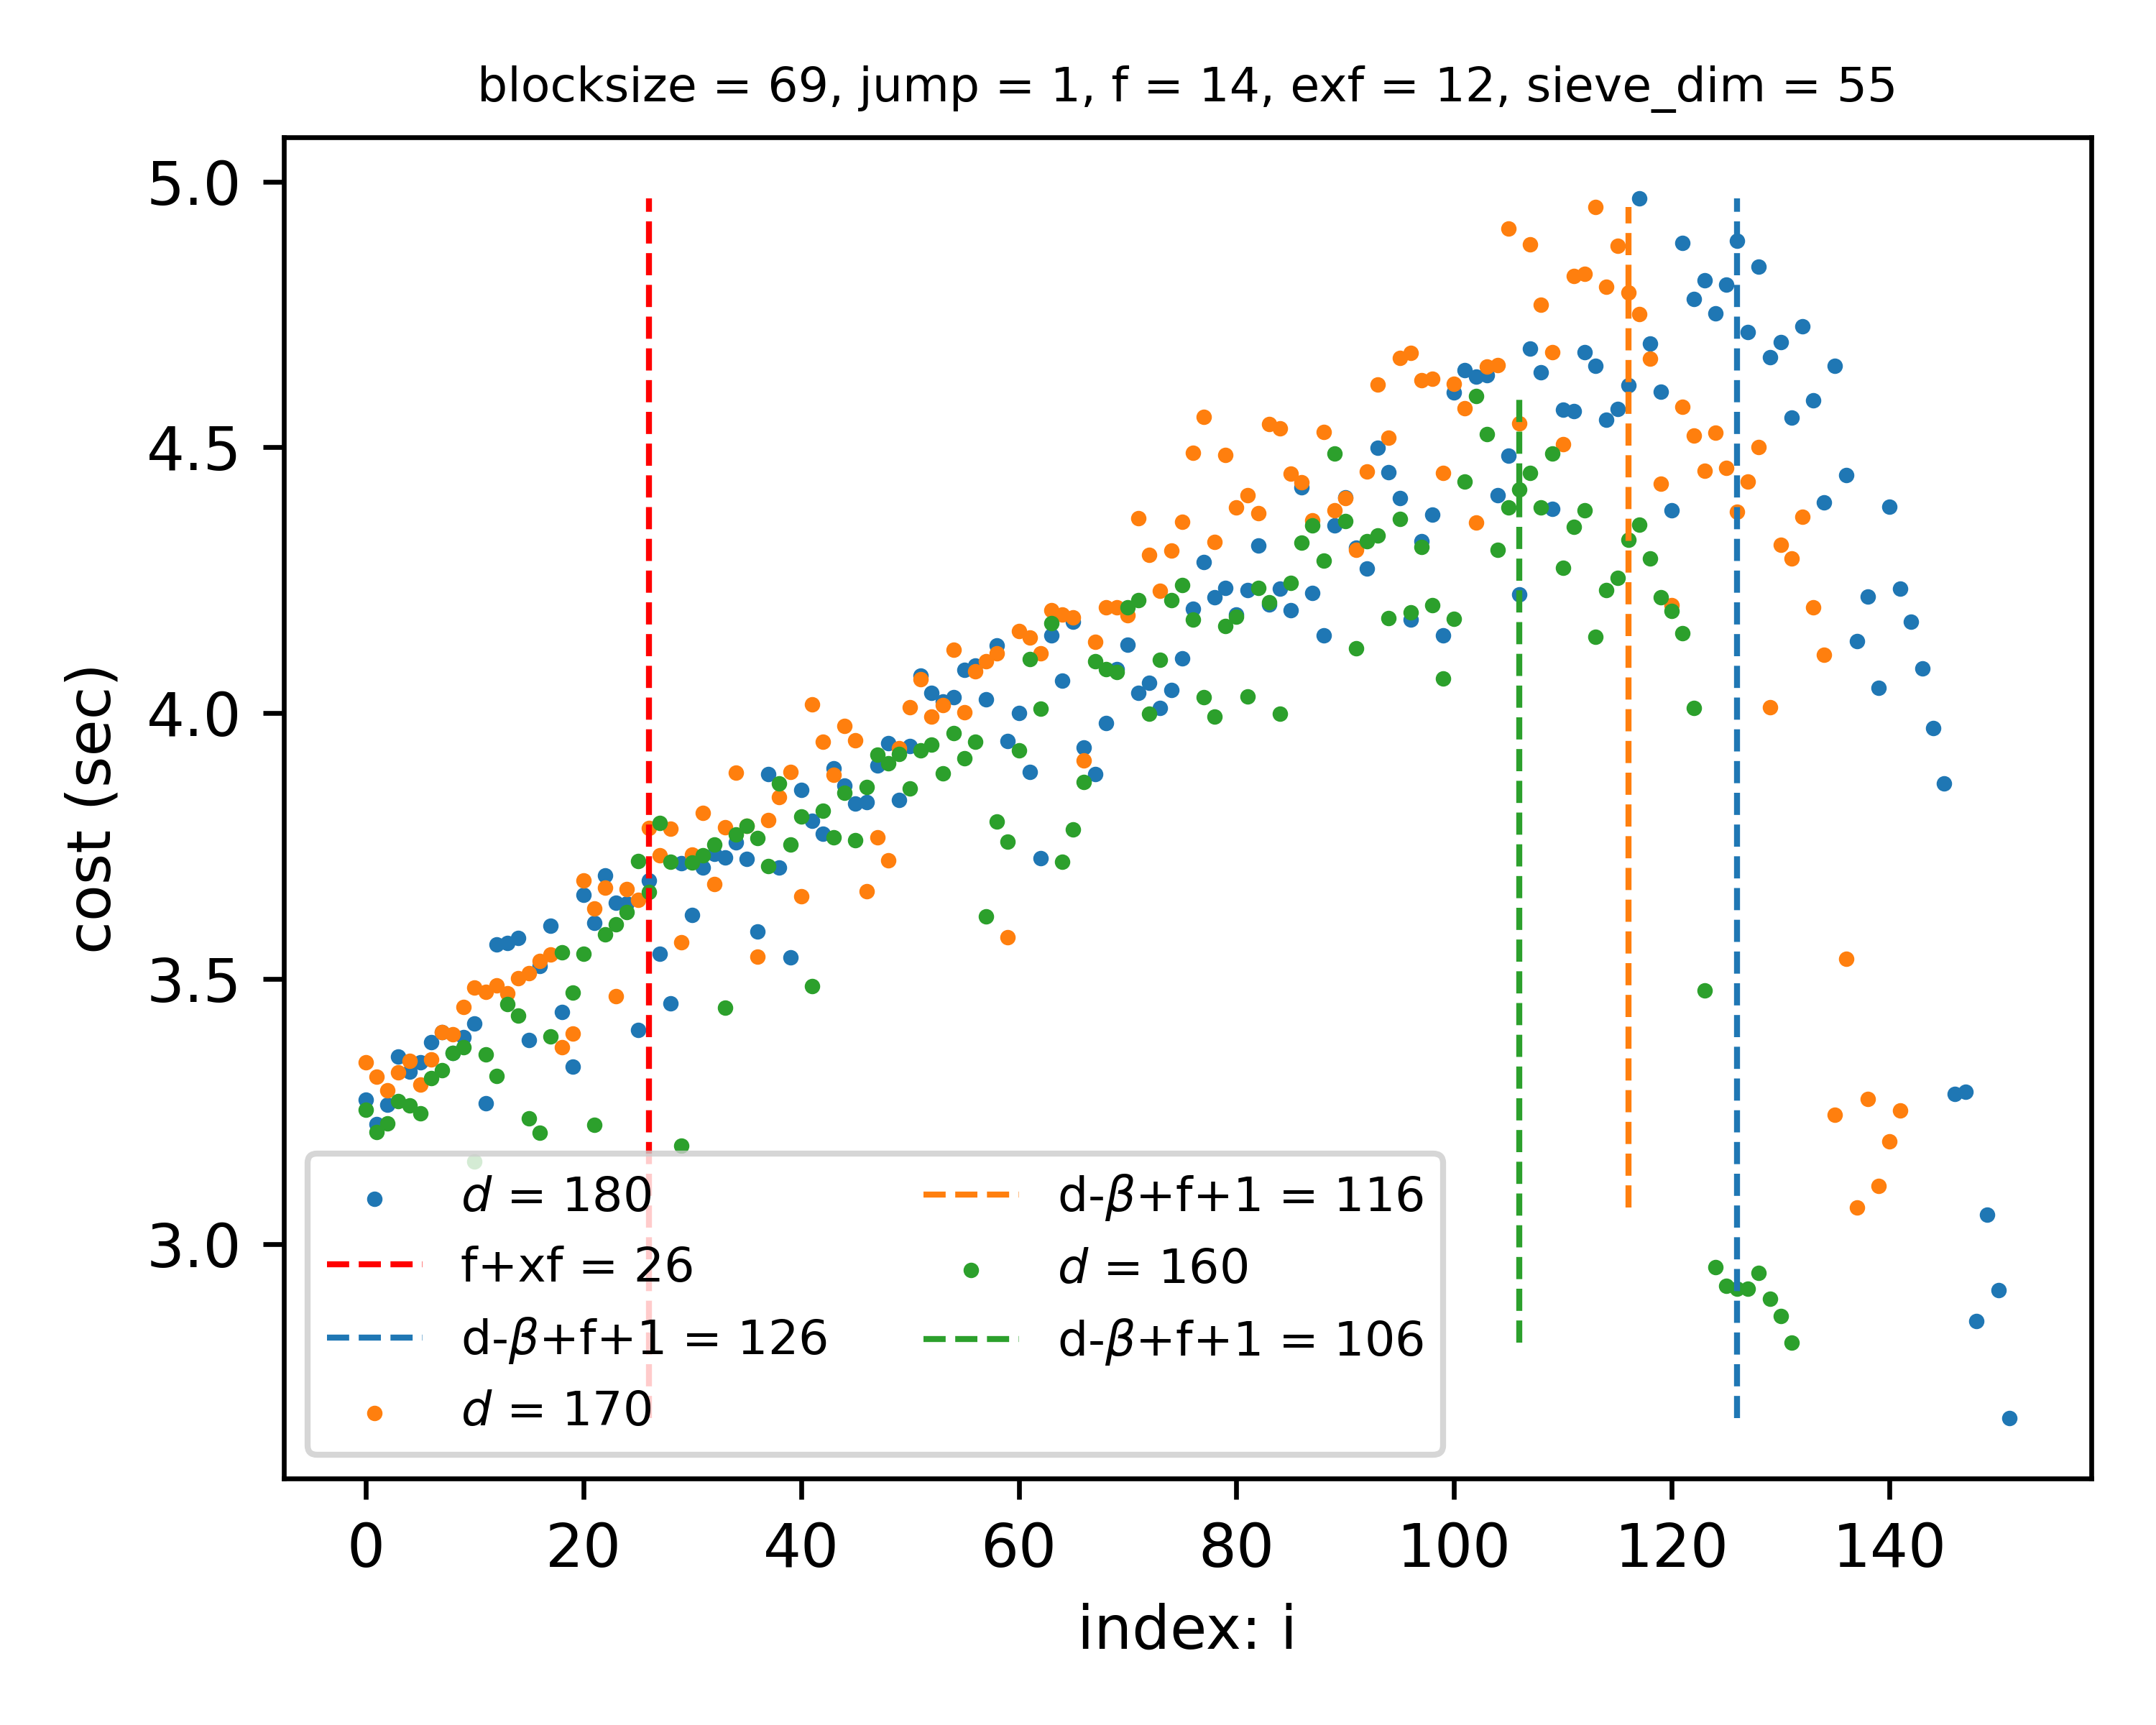 blocksize = 69, jump = 1, f = 14, exf = 12, sieve_dim = 55
5.0
4.5
4.0
3.5
3.0
cost (sec)
d = 180
f+xf = 26
d-β+f+1 = 126
d = 170
d-β+f+1 = 116
d = 160
d-β+f+1 = 106
0 20 40 60 80 100 120 140
index: i